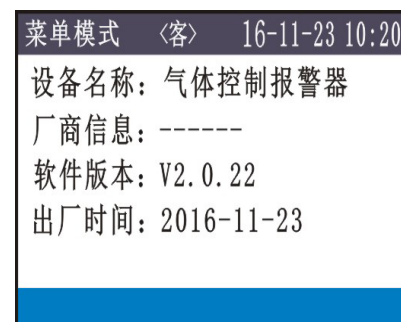 菜单模式 〈客〉 16-11-23 10:20
设备名称：气体控制报警器
厂商信息：------
软件版本：V2.0.22
出厂时间：2016-11-23